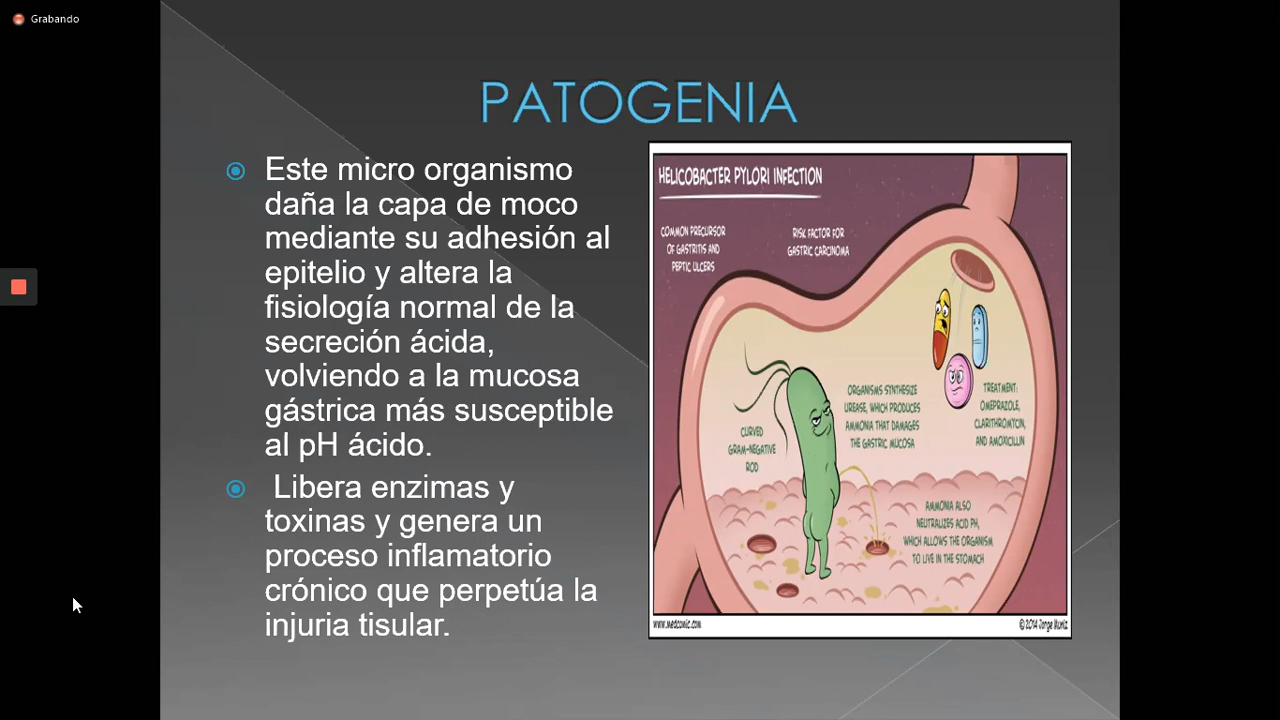 Grabando
PATOGENIA
Este micro organismo
daña la capa de moco
mediante su adhesión al
epitelio y altera la
fisiología normal de la
secreción ácida,
volviendo a la mucosa
gástrica más susceptible
al pH ácido.
Libera enzimas y
toxinas y genera un
proceso inflamatorio
crónico que perpetúa la
injuria tisular.
HELICOBACTER PYLORI INFECTION
COMMON PRECURSOR
OF GASTRITIS AND
PEPTIC ULCERS
RISK FACTOR FOR
GASTRIC CARCINOMA
CURVED
GRAM-NEGATIVE
ROD
ORGANISMS SYNTHESIZE
UREASE, WHICH PRODUCES
AMMONIA THAT DAMAGES
THE GASTRIC MUCOSA
TREATMENT:
OMEPRAZOLE,
CLARITHROMYCIN,
AND AMOXICILLIN
AMMONIA ALSO
NEUTRALIZES ACID PH,
WHICH ALLOWS THE ORGANISM
TO LIVE IN THE STOMACH
www.medcomic.com
© 2014 Jorge Muniz